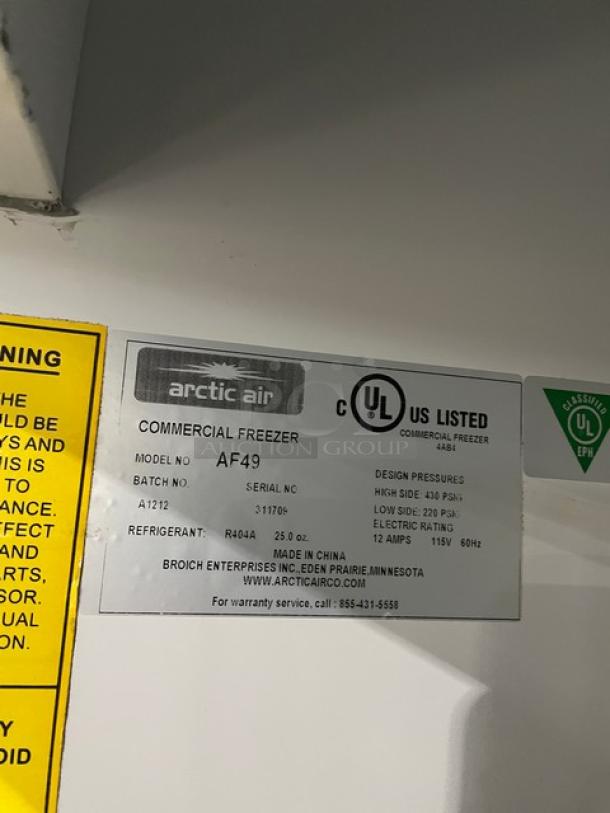 NING
HE
ULD BE
YS AND
HIS IS
TO
ANCE.
FFECT
AND
RTS,
SOR.
UAL
ON.
Y
OID
arctic air
COMMERCIAL FREEZER
MODEL NO AF49
BATCH NO. SERIAL NO
A1212 311709
REFRIGERANT: R404A 25.0 oz.
C UL US LISTED
COMMERCIAL FREEZER
4AB4
DESIGN PRESSURES
HIGH SIDE: 430 PSIG
LOW SIDE: 220 PSIG
ELECTRIC RATING
12 AMPS 115V 60Hz
MADE IN CHINA
BROICH ENTERPRISES INC.,EDEN PRAIRIE,MINNESOTA
WWW.ARCTICAIRCO.COM
For warranty service, call : 855-431-5558
CLASSIFIED
UL
EPH
AUCTION GROUP